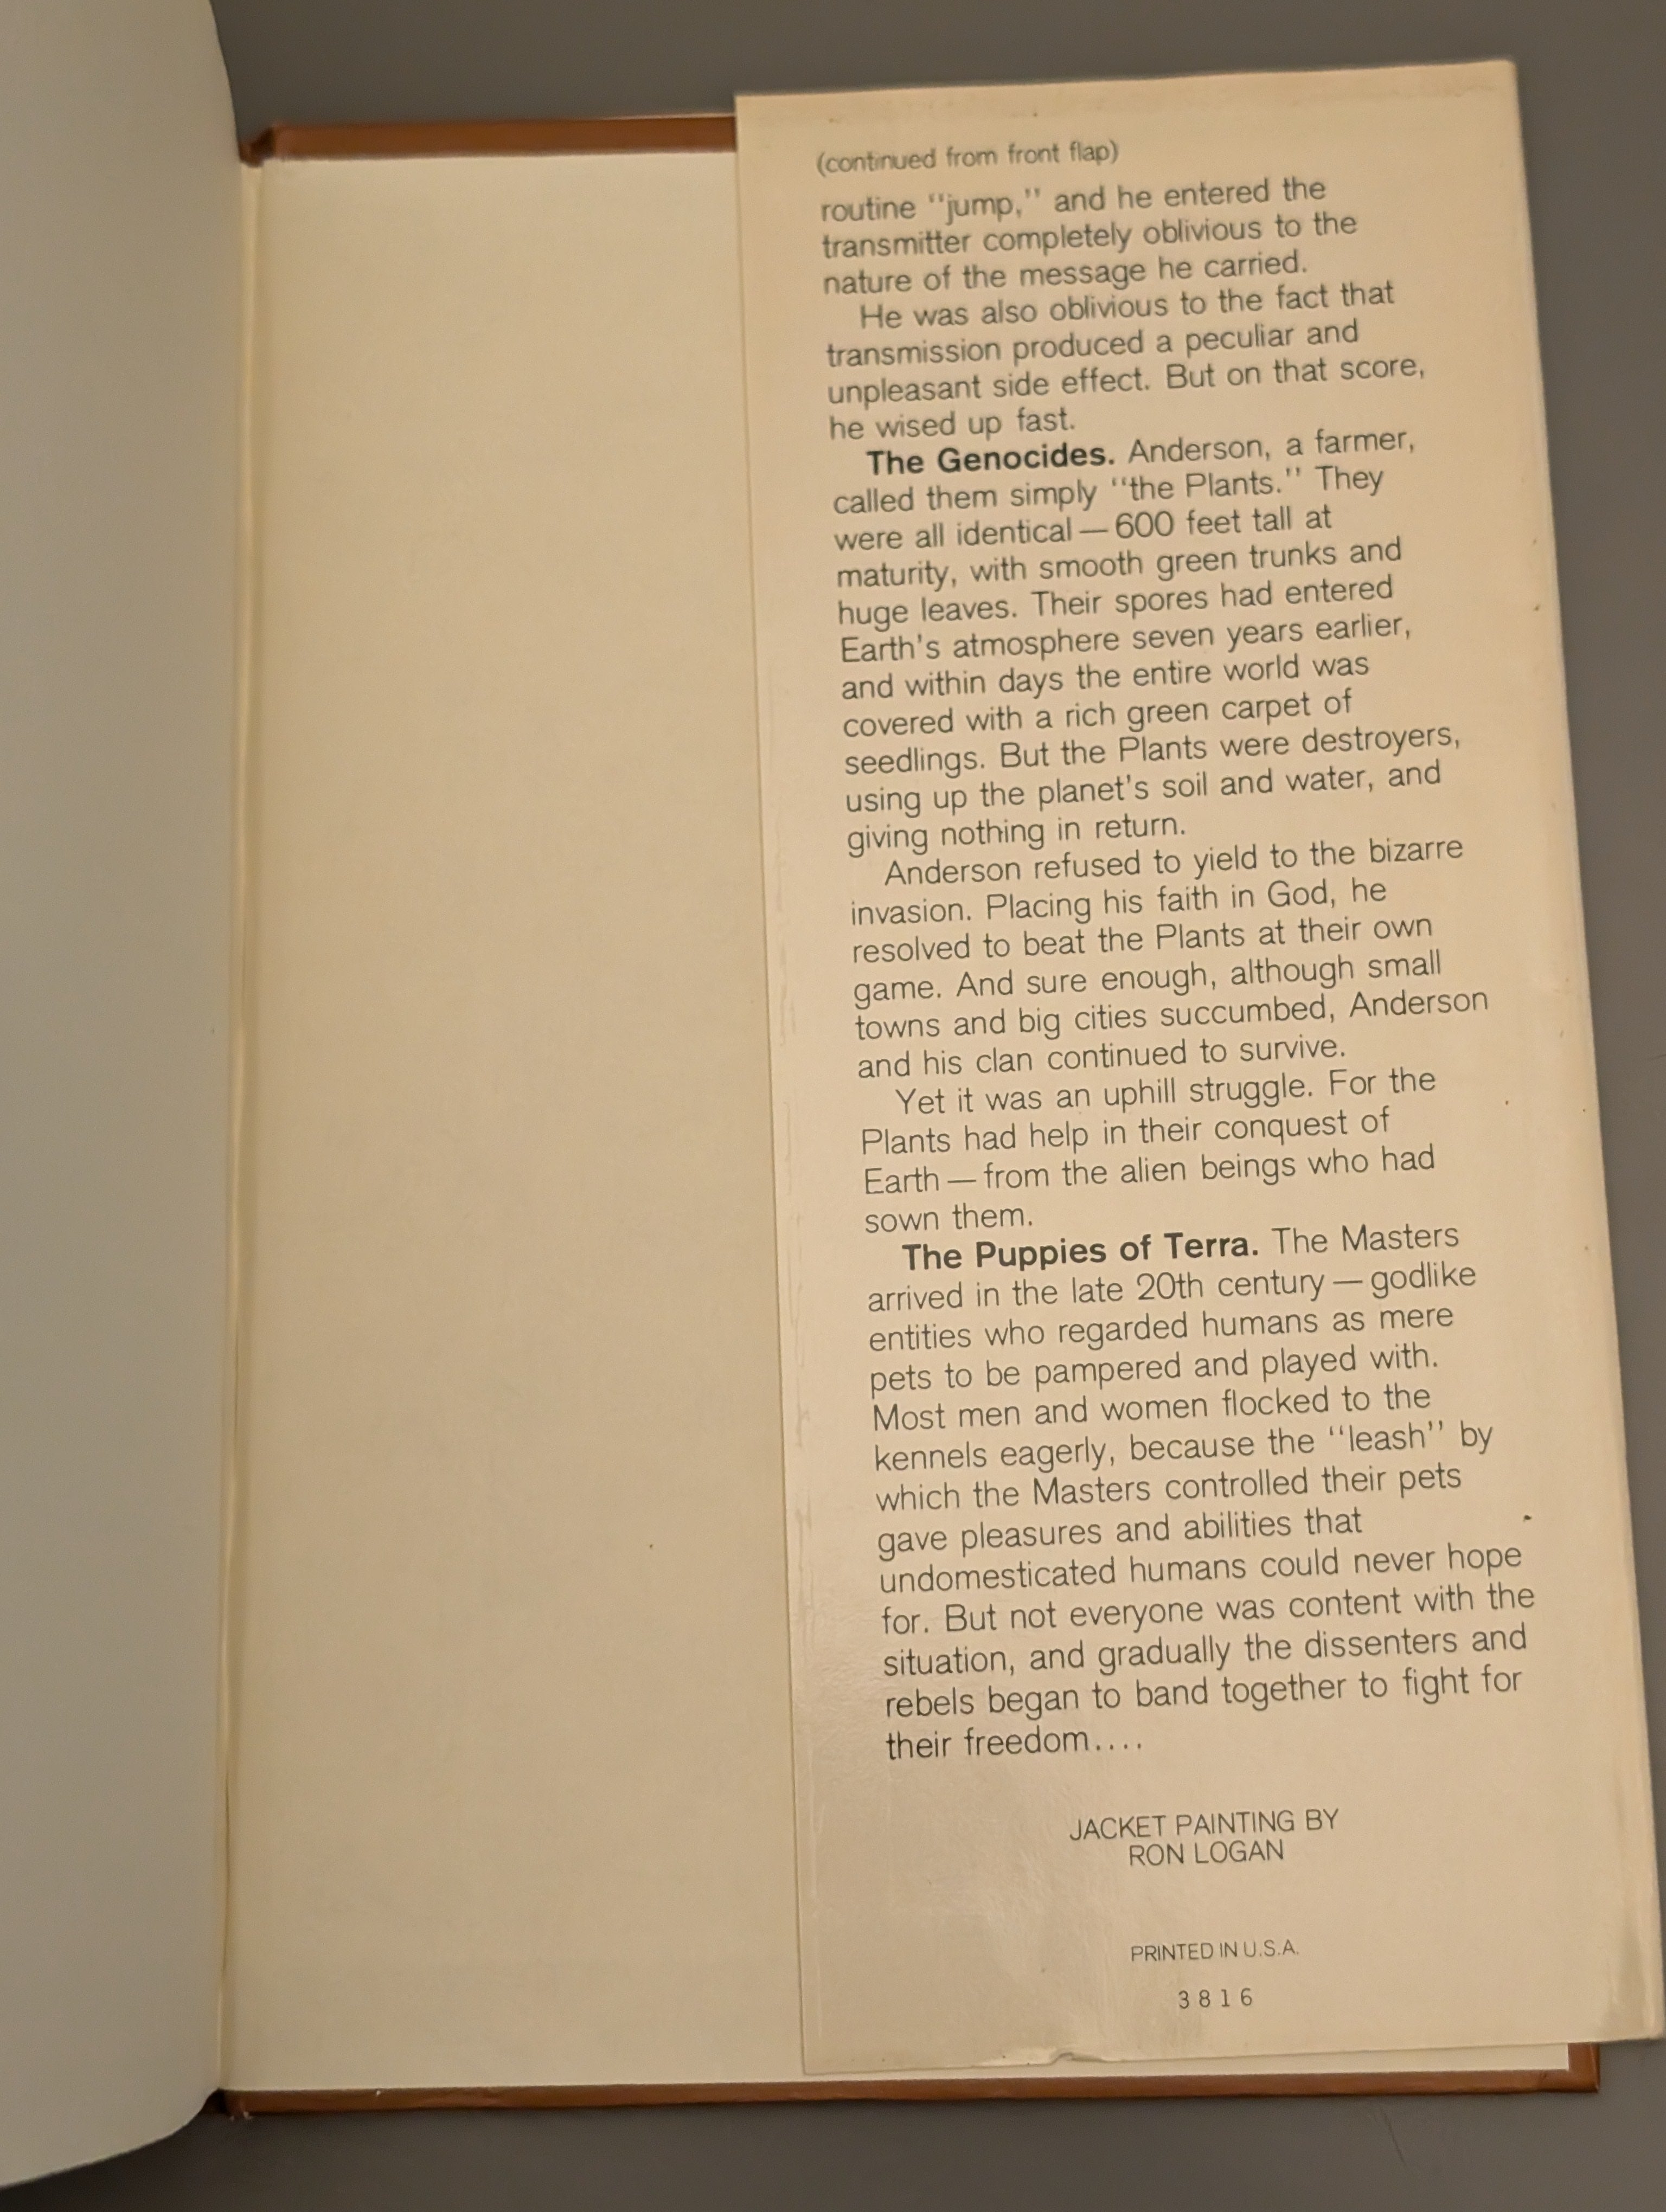 (continued from front flap)
routine "jump," and he entered the
transmitter completely oblivious to the
nature of the message he carried.
He was also oblivious to the fact that
transmission produced a peculiar and
unpleasant side effect. But on that score,
he wised up fast.
The Genocides. Anderson, a farmer,
called them simply "the Plants." They
were all identical — 600 feet tall at
maturity, with smooth green trunks and
huge leaves. Their spores had entered
Earth's atmosphere seven years earlier,
and within days the entire world was
covered with a rich green carpet of
seedlings. But the Plants were destroyers,
using up the planet's soil and water, and
giving nothing in return.
Anderson refused to yield to the bizarre
invasion. Placing his faith in God, he
resolved to beat the Plants at their own
game. And sure enough, although small
towns and big cities succumbed, Anderson
and his clan continued to survive.
Yet it was an uphill struggle. For the
Plants had help in their conquest of
Earth — from the alien beings who had
sown them.
The Puppies of Terra. The Masters
arrived in the late 20th century — godlike
entities who regarded humans as mere
pets to be pampered and played with.
Most men and women flocked to the
kennels eagerly, because the "leash" by
which the Masters controlled their pets
gave pleasures and abilities that
undomesticated humans could never hope
for. But not everyone was content with the
situation, and gradually the dissenters and
rebels began to band together to fight for
their freedom....
JACKET PAINTING BY
RON LOGAN
PRINTED IN U.S.A.
3816